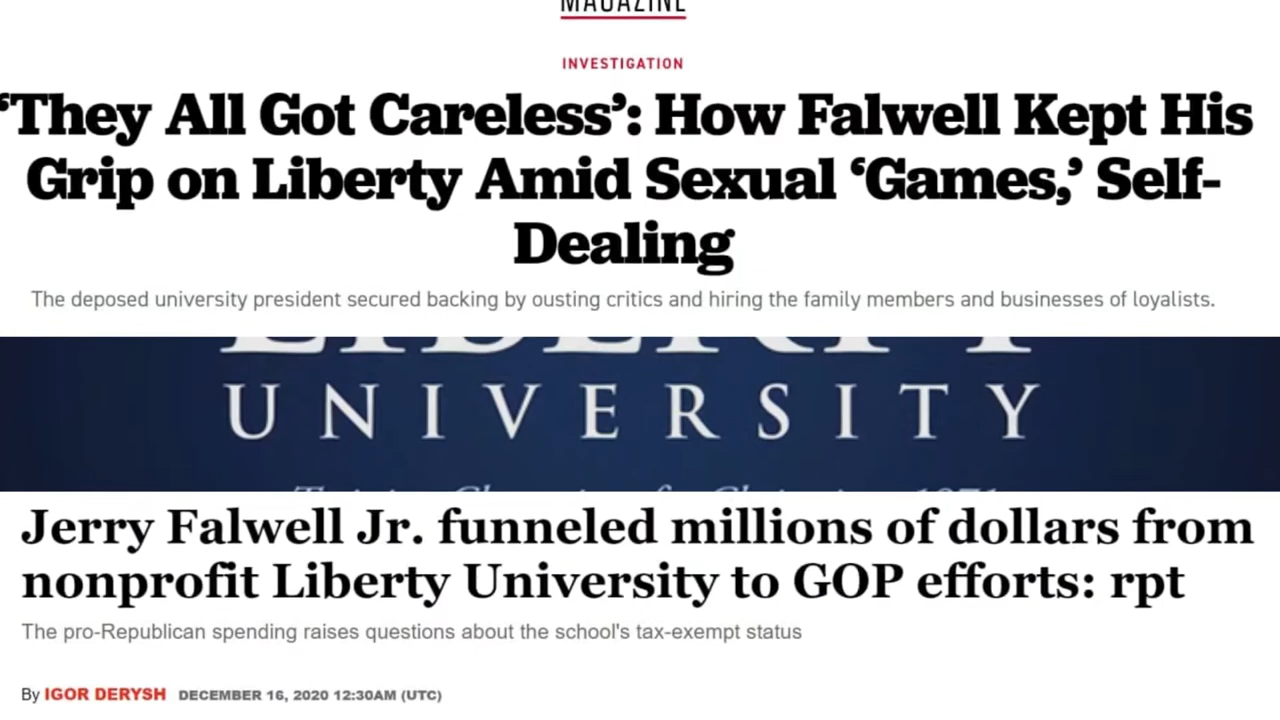 MAGAZINE
INVESTIGATION
‘They All Got Careless’: How Falwell Kept His
Grip on Liberty Amid Sexual ‘Games,’ Self-
Dealing
The deposed university president secured backing by ousting critics and hiring the family members and businesses of loyalists.
LIBERTY
UNIVERSITY
Jerry Falwell Jr. funneled millions of dollars from
nonprofit Liberty University to GOP efforts: rpt
The pro-Republican spending raises questions about the school's tax-exempt status
By IGOR DERYSH DECEMBER 16, 2020 12:30AM (UTC)